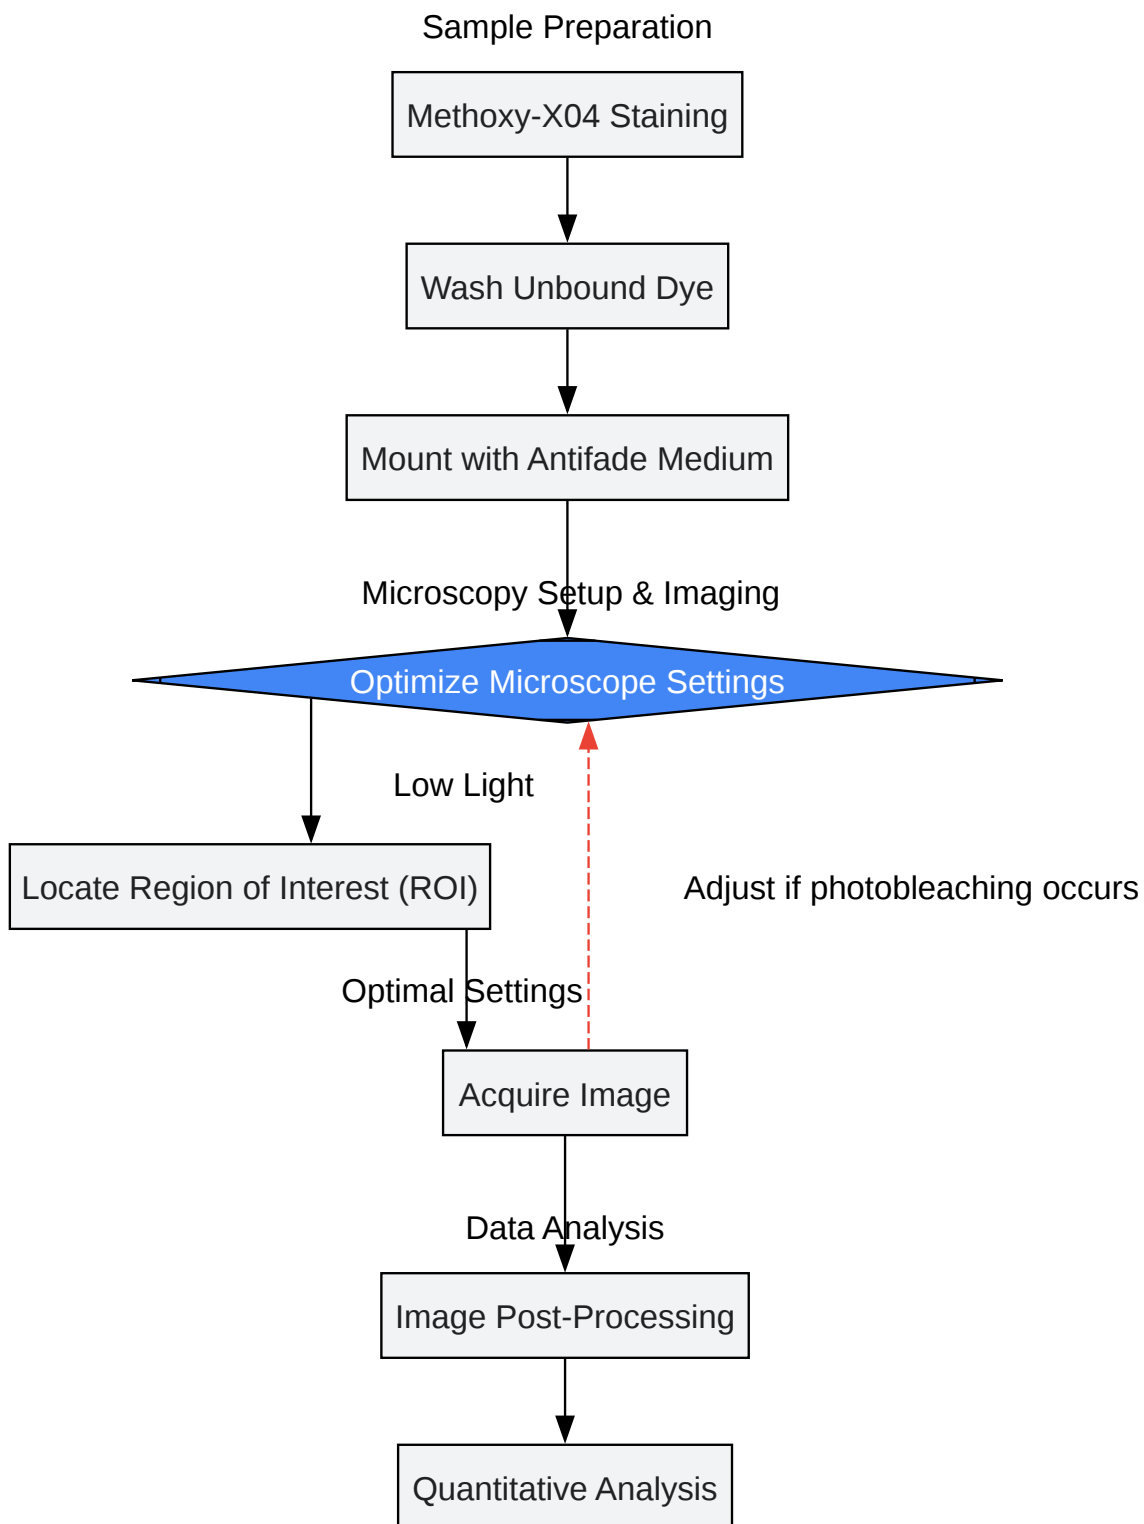 Sample Preparation
Methoxy-X04 Staining
Wash Unbound Dye
Mount with Antifade Medium
Microscopy Setup & Imaging
Optimize Microscope Settings
Low Light
Locate Region of Interest (ROI)
Adjust if photobleaching occurs
Optimal Settings
Acquire Image
Data Analysis
Image Post-Processing
Quantitative Analysis